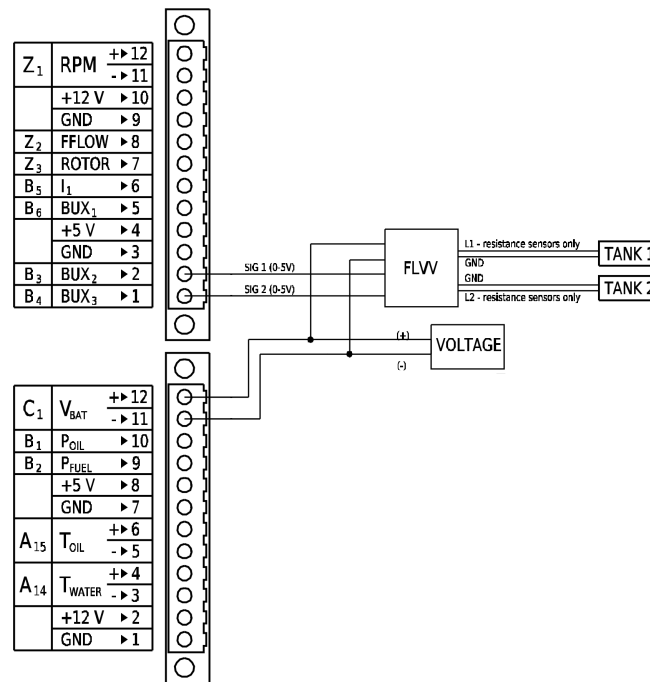 Z1 RPM +▶12
-▶11
+12 V ▶10
GND ▶9
Z2 FFLOW ▶8
Z3 ROTOR ▶7
B5 I1 ▶6
B6 BUX1 ▶5
+5 V ▶4
GND ▶3
B3 BUX2 ▶2
B4 BUX3 ▶1
SIG 1 (0-5V)
SIG 2 (0-5V)
FLVV
L1 - resistance sensors only
GND
GND
L2 - resistance sensors only
TANK 1
TANK 2
(+)
(-)
VOLTAGE
C1 VBAT +▶12
-▶11
B1 POIL ▶10
B2 PFUEL ▶9
+5 V ▶8
GND ▶7
A15 TOIL +▶6
-▶5
A14 TWATER +▶4
-▶3
+12 V ▶2
GND ▶1